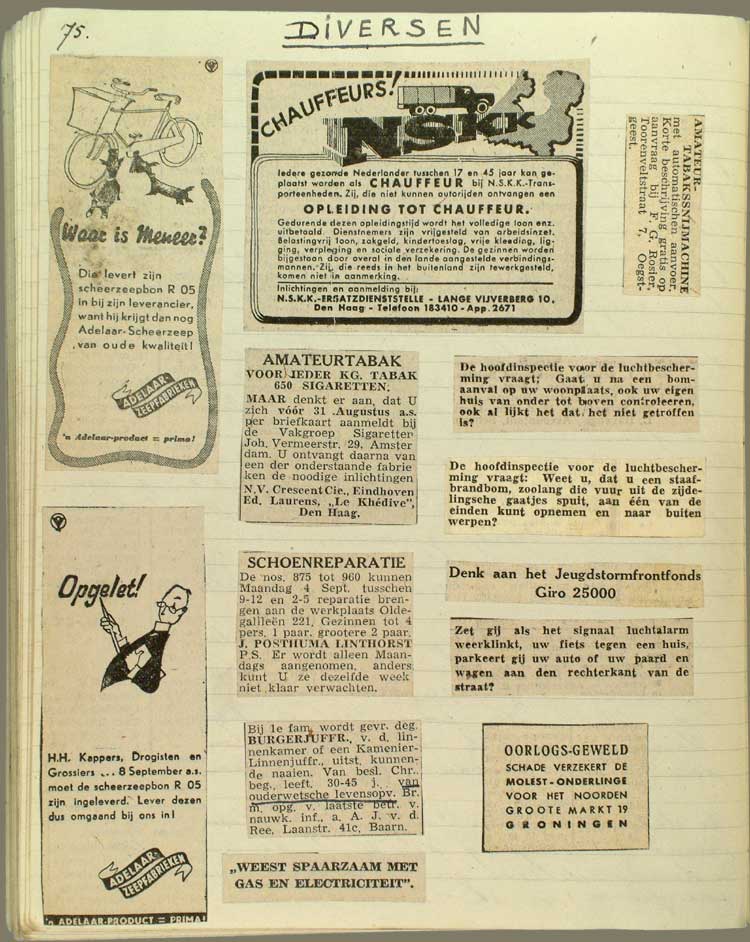 75.
DIVERSEN
Waar is Meneer?
Die levert zijn
scheerzeepbon R 05
in bij zijn leverancier,
want hij krijgt dan nog
Adelaar-Scheerzeep
van oude kwaliteit!
ADELAAR-
ZEEPFABRIEKEN
'n Adelaar-product = prima!
Opgelet!
H.H. Kappers, Drogisten en
Grossiers ... 8 September a.s.
moet de scheerzeepbon R 05
zijn ingeleverd. Lever dezen
dus omgaand bij ons in!
ADELAAR-
ZEEPFABRIEKEN
'n ADELAAR-PRODUCT = PRIMA!
CHAUFFEURS!
NSKK
Iedere gezonde Nederlander tusschen 17 en 45 jaar kan ge-
plaatst worden als CHAUFFEUR bij N.S.K.K.-Trans-
porteenheden. Zij, die niet kunnen autorijden ontvangen een
OPLEIDING TOT CHAUFFEUR.
Gedurende dezen opleidingstijd wordt het volledige loon enz.
uitbetaald. Dienstnemers zijn vrijgesteld van arbeidsinzet.
Belastingvrij loon, zakgeld, kindertoeslag, vrije kleeding, lig-
ging, verpleging en sociale verzekering. De gezinnen worden
bijgestaan door overal in den lande aangestelde verbindings-
mannen. Zij, die reeds in het buitenland zijn tewerkgesteld,
komen niet in aanmerking.
Inlichtingen en aanmelding bij:
N.S.K.K.-ERSATZDIENSTSTELLE - LANGE VIJVERBERG 10,
Den Haag - Telefoon 183410 - App. 2671
AMATEUR-
TABAKSSNIJMACHINE
met automatischen aanvoer.
Korte beschrijving gratis op
aanvraag bij F. G. Rosier,
Toorenveltstraat 7, Oegst-
geest.
AMATEURTABAK
VOOR IEDER KG. TABAK
650 SIGARETTEN.
MAAR denkt er aan, dat U
zich vóór 31 Augustus a.s.
per briefkaart aanmeldt bij
de Vakgroep Sigaretter
Joh. Vermeerstr. 29, Amster
dam. U ontvangt daarna van
een der onderstaande fabrie
ken de noodige inlichtingen
N.V. Crescent Cie., Eindhoven
Ed. Laurens, „Le Khédive",
Den Haag.
De hoofdinspectie voor de luchtbescher-
ming vraagt: Gaat u na een bom-
aanval op uw woonplaats, ook uw eigen
huis van onder tot boven controleeren,
ook al lijkt het dat het niet getroffen
is?
De hoofdinspectie voor de luchtbescher-
ming vraagt: Weet u, dat u een staaf-
brandbom, zoolang die vuur uit de zijde-
lingsche gaatjes spuit, aan één van de
einden kunt opnemen en naar buiten
werpen?
SCHOENREPARATIE
De nos. 875 tot 960 kunnen
Maandag 4 Sept. tusschen
9-12 en 2-5 reparatie bren-
gen aan de werkplaats Olde-
galileën 221. Gezinnen tot 4
pers. 1 paar, grootere 2 paar.
J. POSTHUMA LINTHORST
P.S. Er wordt alleen Maan-
dags aangenomen, anders
kunt U ze dezelfde week
niet klaar verwachten.
Denk aan het Jeugdstormfrontfonds
Giro 25000
Zet gij als het signaal luchtalarm
weerklinkt, uw fiets tegen een huis,
parkeert gij uw auto of uw paard en
wagen aan den rechterkant van de
straat?
Bij 1e fam. wordt gevr. deg.
BURGERJUFFR., v. d. lin-
nenkamer of een Kamenier-
Linnenjuffr., uitst. kunnen-
de naaien. Van besl. Chr.
beg., leeft. 30-45 j. van
ouderwetsche levensopv. Br.
m. opg. v. laatste betr. v.
nauwk. inf., a. A. J. v. d.
Ree, Laanstr. 41c, Baarn.
OORLOGS-GEWELD
SCHADE VERZEKERT DE
MOLEST-ONDERLINGE
VOOR HET NOORDEN
GROOTE MARKT 19
GRONINGEN
„WEEST SPAARZAAM MET
GAS EN ELECTRICITEIT".